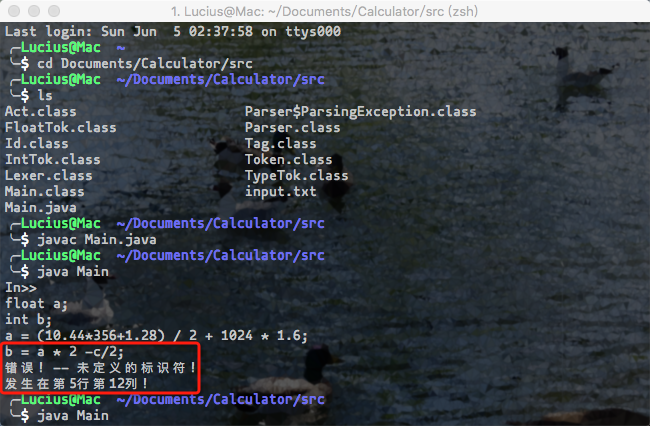 1. Lucius@Mac: ~/Documents/Calculator/src (zsh)
Last login: Sun Jun  5 02:37:58 on ttys000
╭─Lucius@Mac  ~
╰─$ cd Documents/Calculator/src
╭─Lucius@Mac  ~/Documents/Calculator/src
╰─$ ls
Act.class                     Parser$ParsingException.class
FloatTok.class                Parser.class
Id.class                      Tag.class
IntTok.class                  Token.class
Lexer.class                   TypeTok.class
Main.class                    input.txt
Main.java
╭─Lucius@Mac  ~/Documents/Calculator/src
╰─$ javac Main.java
╭─Lucius@Mac  ~/Documents/Calculator/src
╰─$ java Main
In>>
float a;
int b;
a = (10.44*356+1.28) / 2 + 1024 * 1.6;
b = a * 2 -c/2;
错误！-- 未定义的标识符！
发生在第5行第12列！
╭─Lucius@Mac  ~/Documents/Calculator/src
╰─$ java Main